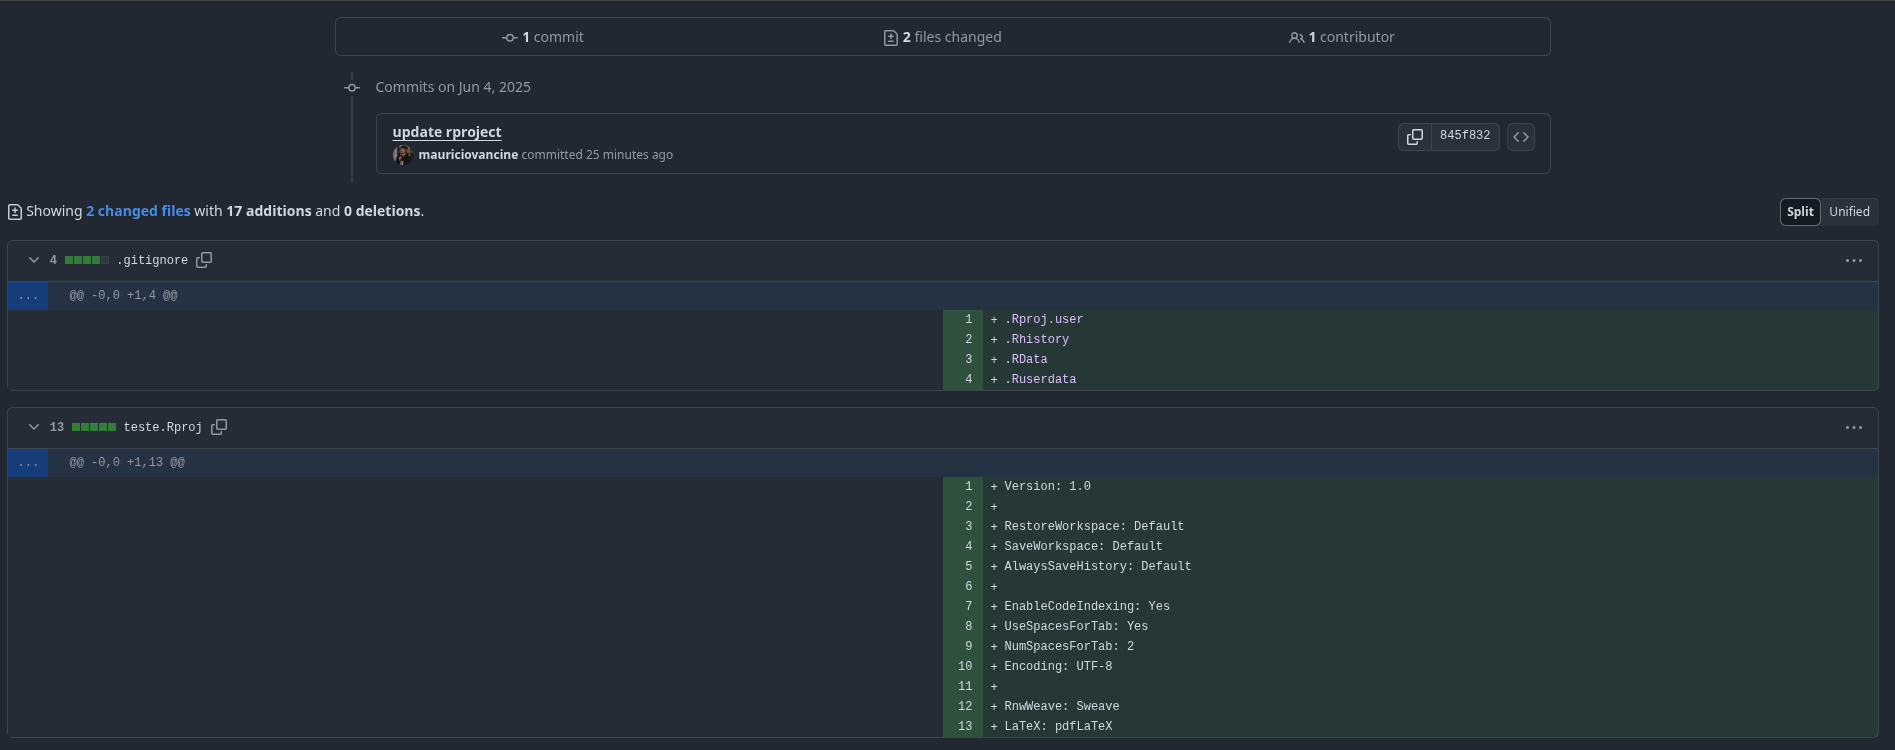 1 commit
2 files changed
1 contributor
Commits on Jun 4, 2025
update rproject
845f832
mauriciovancine committed 25 minutes ago
Showing 2 changed files with 17 additions and 0 deletions.
Split Unified
4 .gitignore
... @@ -0,0 +1,4 @@
1 + .Rproj.user
2 + .Rhistory
3 + .RData
4 + .Ruserdata
13 teste.Rproj
... @@ -0,0 +1,13 @@
1 + Version: 1.0
2 +
3 + RestoreWorkspace: Default
4 + SaveWorkspace: Default
5 + AlwaysSaveHistory: Default
6 +
7 + EnableCodeIndexing: Yes
8 + UseSpacesForTab: Yes
9 + NumSpacesForTab: 2
10 + Encoding: UTF-8
11 +
12 + RnwWeave: Sweave
13 + LaTeX: pdfLaTeX